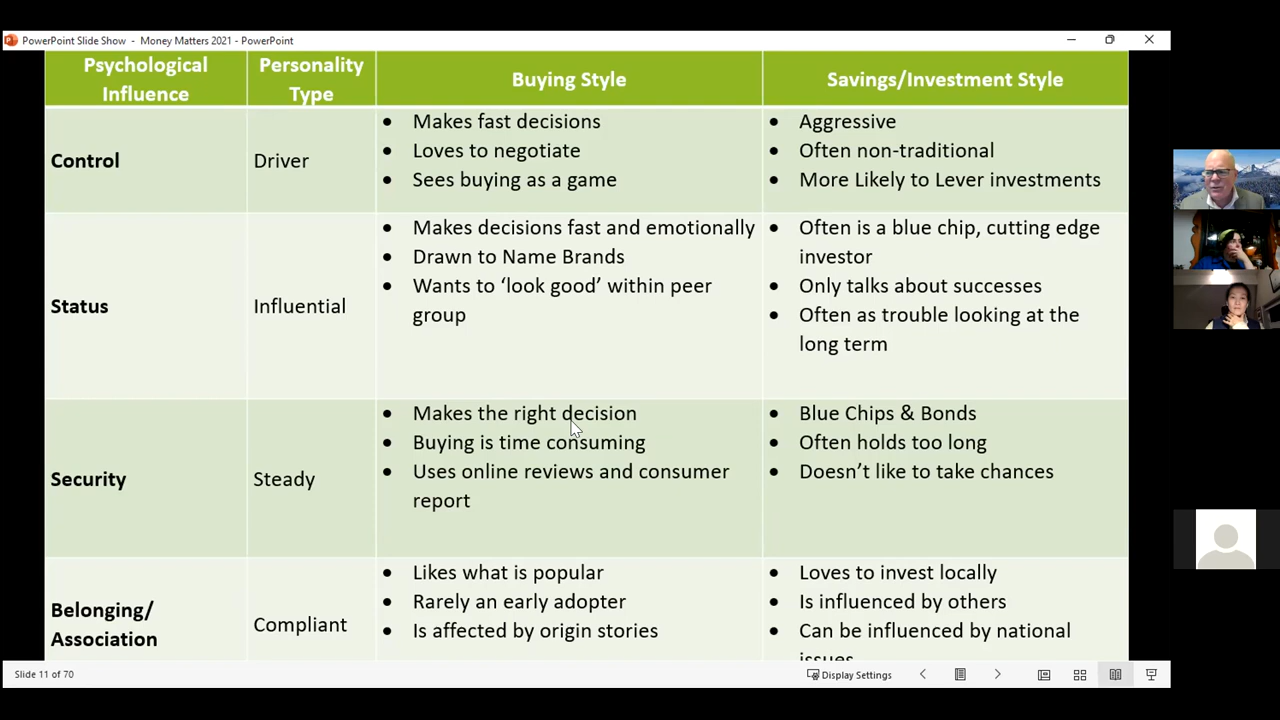 PowerPoint Slide Show - Money Matters 2021 - PowerPoint
Psychological
Influence
Personality
Type
Buying Style
Savings/Investment Style
Control
Driver
• Makes fast decisions
• Loves to negotiate
• Sees buying as a game
• Aggressive
• Often non-traditional
• More Likely to Lever investments
Status
Influential
• Makes decisions fast and emotionally
• Drawn to Name Brands
• Wants to ‘look good’ within peer
group
• Often is a blue chip, cutting edge
investor
• Only talks about successes
• Often as trouble looking at the
long term
Security
Steady
• Makes the right decision
• Buying is time consuming
• Uses online reviews and consumer
report
• Blue Chips & Bonds
• Often holds too long
• Doesn’t like to take chances
Belonging/
Association
Compliant
• Likes what is popular
• Rarely an early adopter
• Is affected by origin stories
• Loves to invest locally
• Is influenced by others
• Can be influenced by national
issues
Slide 11 of 70
Display Settings